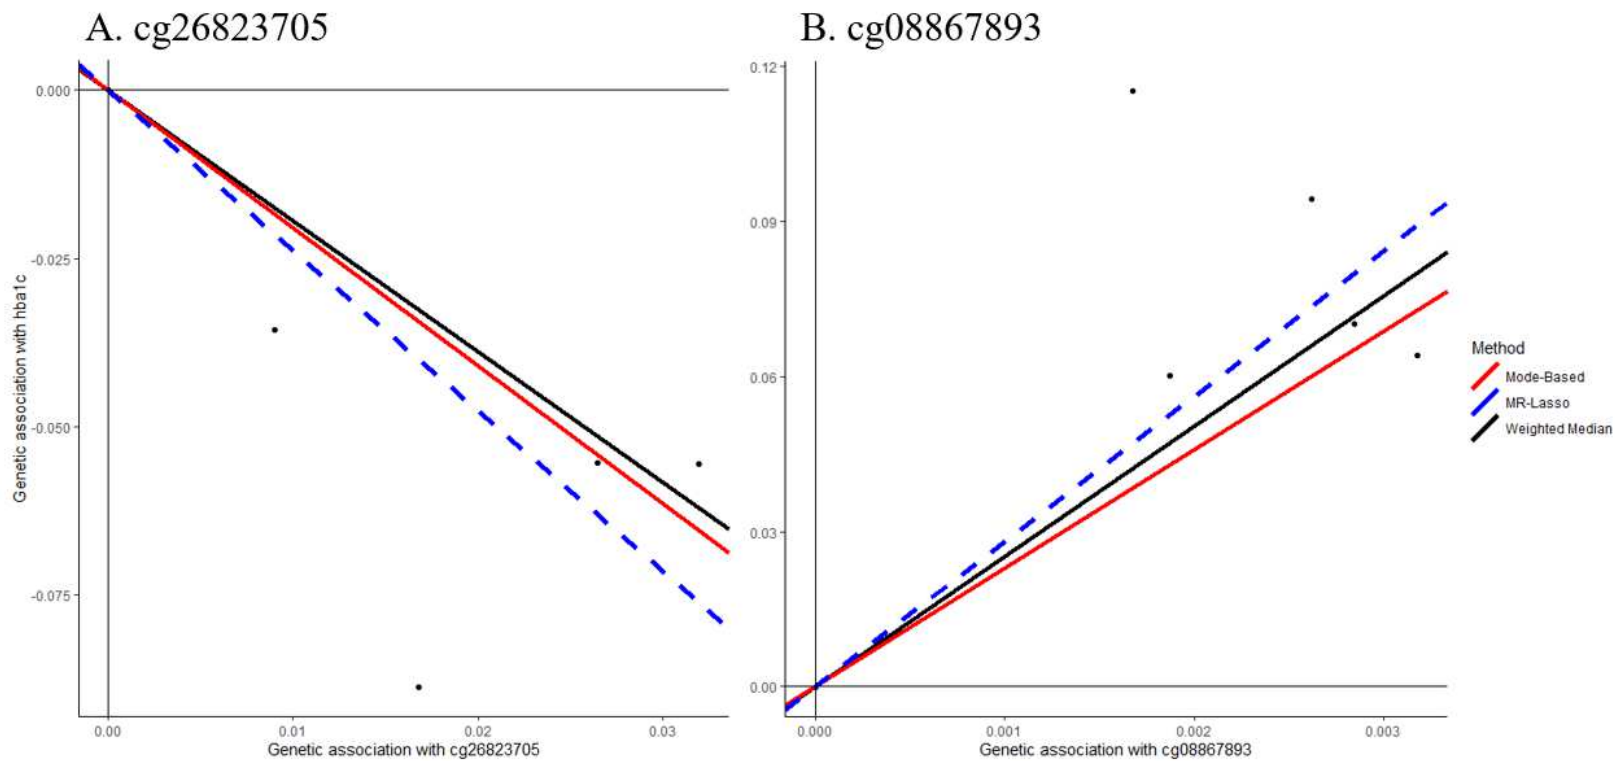 A. cg26823705
B. cg08867893
0.000
-0.025
-0.050
-0.075
Genetic association with hba1c
0.00
0.01
0.02
0.03
Genetic association with cg26823705
0.12
0.09
0.06
0.03
0.00
0.000
0.001
0.002
0.003
Genetic association with cg08867893
Method
Mode-Based
MR-Lasso
Weighted Median